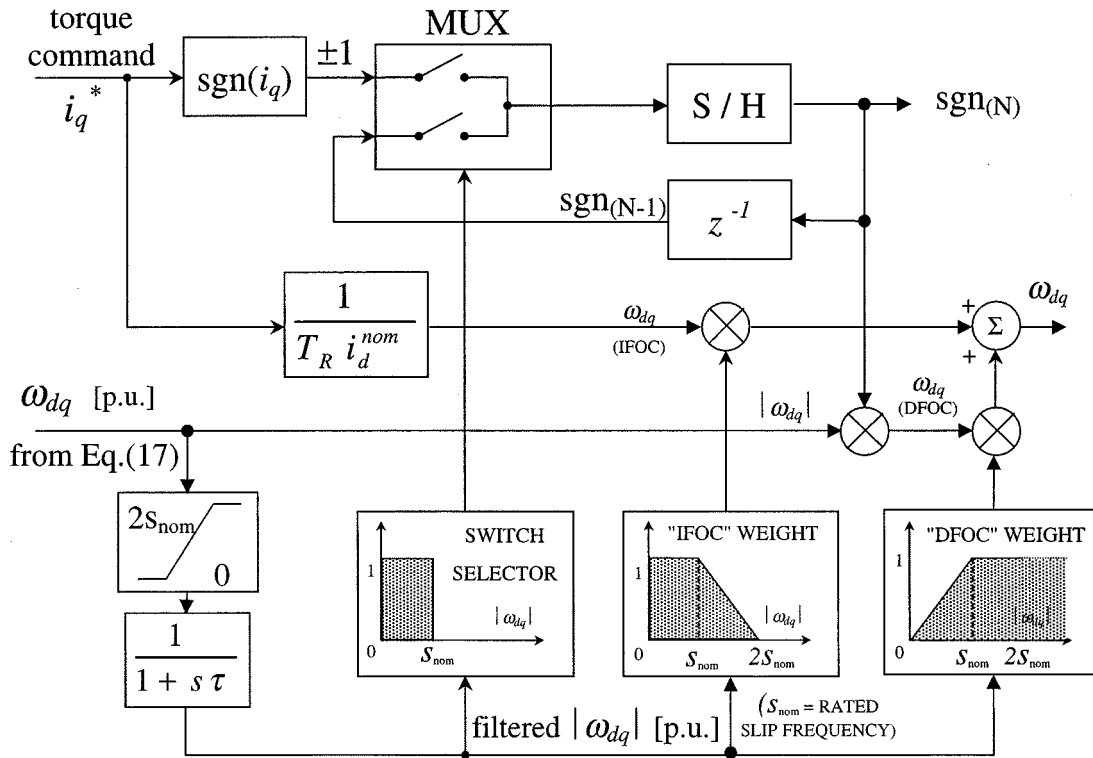 torque
command
i_q^*
sgn(i_q)
±1
MUX
S / H
sgn_(N)
sgn_(N-1)
z^-1
1
T_R i_d^nom
ω_dq
(IFOC)
+
Σ
+
ω_dq
ω_dq [p.u.]
from Eq.(17)
|ω_dq|
ω_dq
(DFOC)
2s_nom
0
1
1 + s τ
SWITCH
SELECTOR
1
|ω_dq|
0
s_nom
"IFOC" WEIGHT
1
|ω_dq|
0
s_nom 2s_nom
"DFOC" WEIGHT
1
|ω_dq|
0
s_nom 2s_nom
filtered |ω_dq| [p.u.]
(s_nom = RATED
SLIP FREQUENCY)